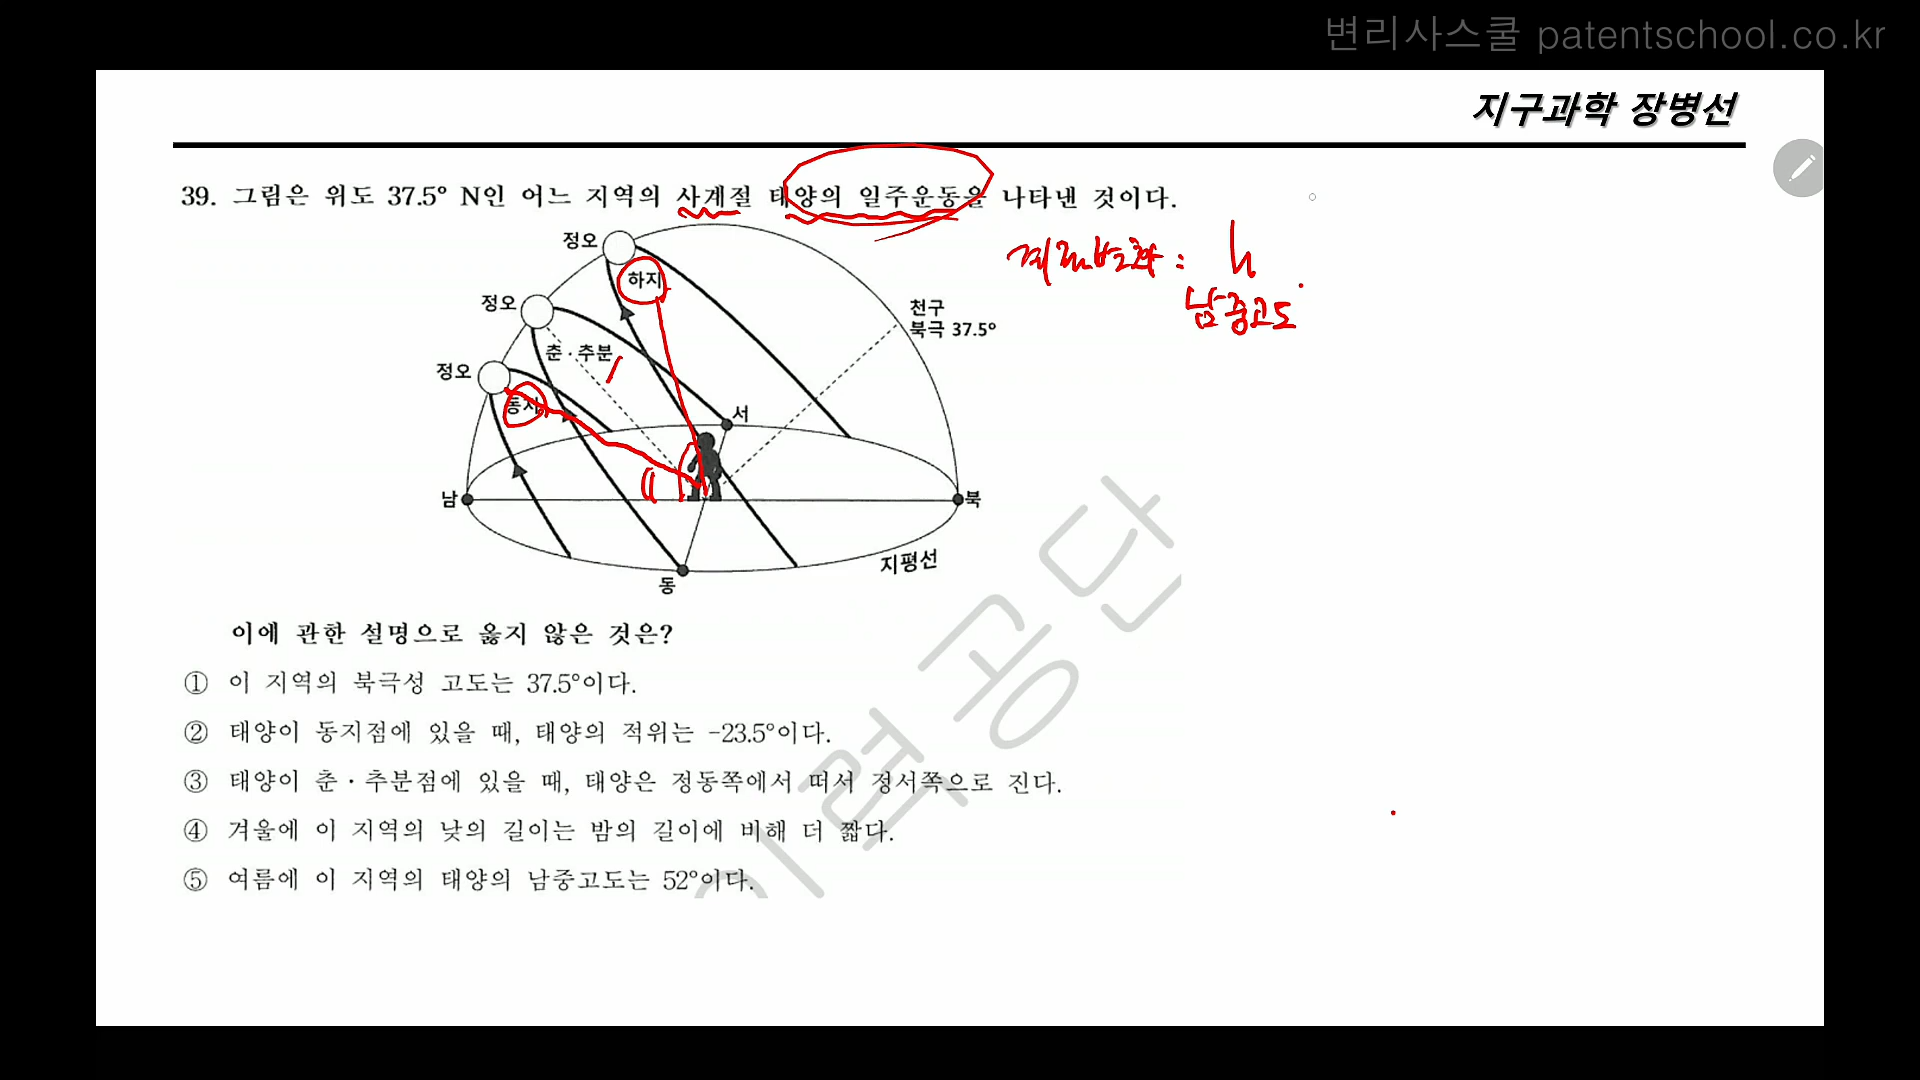 변리사스쿨 patentschool.co.kr
지구과학 장병선
39. 그림은 위도 37.5° N인 어느 지역의 사계절 태양의 일주운동을 나타낸 것이다.
정오
하지
계절변화 : h
남중고도
정오
천구
북극 37.5°
춘·추분
정오
동지
서
남
북
지평선
동
이에 관한 설명으로 옳지 않은 것은?
① 이 지역의 북극성 고도는 37.5°이다.
② 태양이 동지점에 있을 때, 태양의 적위는 -23.5°이다.
③ 태양이 춘·추분점에 있을 때, 태양은 정동쪽에서 떠서 정서쪽으로 진다.
④ 겨울에 이 지역의 낮의 길이는 밤의 길이에 비해 더 짧다.
⑤ 여름에 이 지역의 태양의 남중고도는 52°이다.
인력공단